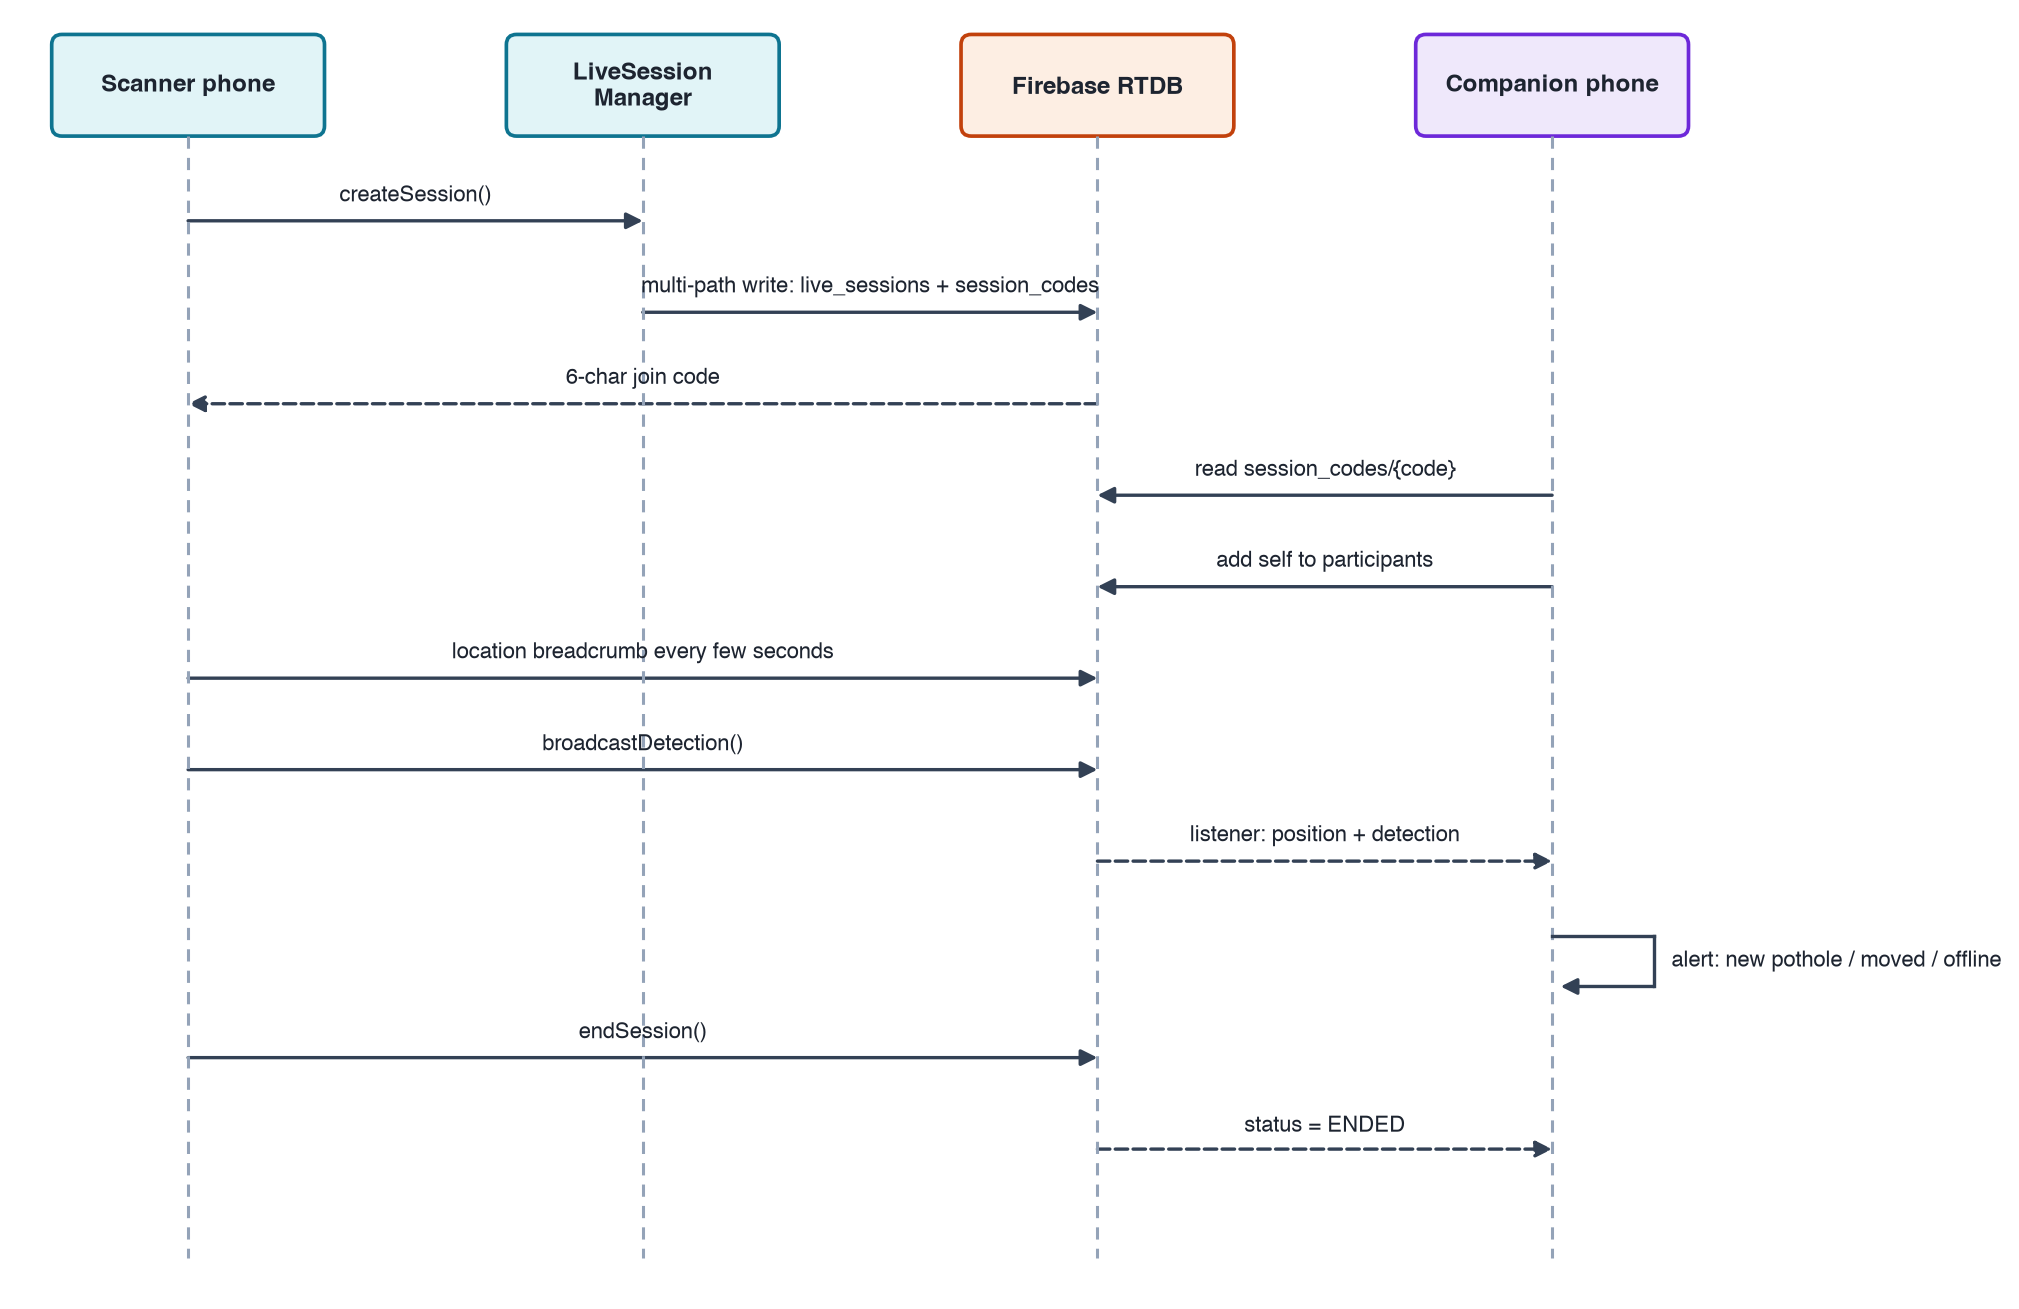 Scanner phone
LiveSession
Manager
Firebase RTDB
Companion phone
createSession()
multi-path write: live_sessions + session_codes
6-char join code
read session_codes/{code}
add self to participants
location breadcrumb every few seconds
broadcastDetection()
listener: position + detection
alert: new pothole / moved / offline
endSession()
status = ENDED